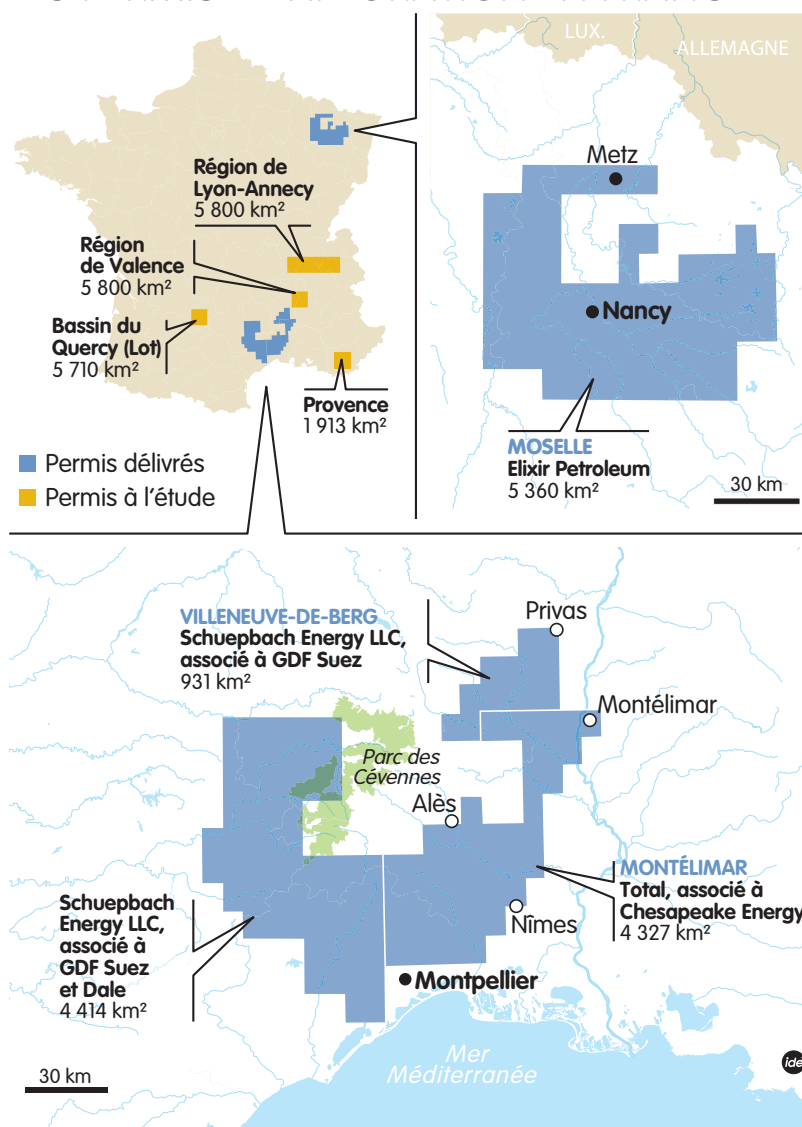 LUX.
ALLEMAGNE
Région de
Lyon-Annecy
5 800 km²
Région
de Valence
5 800 km²
Bassin du
Quercy (Lot)
5 710 km²
Provence
1 913 km²
Permis délivrés
Permis à l'étude
Metz
Nancy
MOSELLE
Elixir Petroleum
5 360 km²
30 km
VILLENEUVE-DE-BERG
Schuepbach Energy LLC,
associé à GDF Suez
931 km²
Privas
Montélimar
Parc des
Cévennes
Alès
MONTÉLIMAR
Total, associé à
Chesapeake Energy
4 327 km²
Nîmes
Schuepbach
Energy LLC,
associé à
GDF Suez
et Dale
4 414 km²
Montpellier
Mer
Méditerranée
30 km
ide